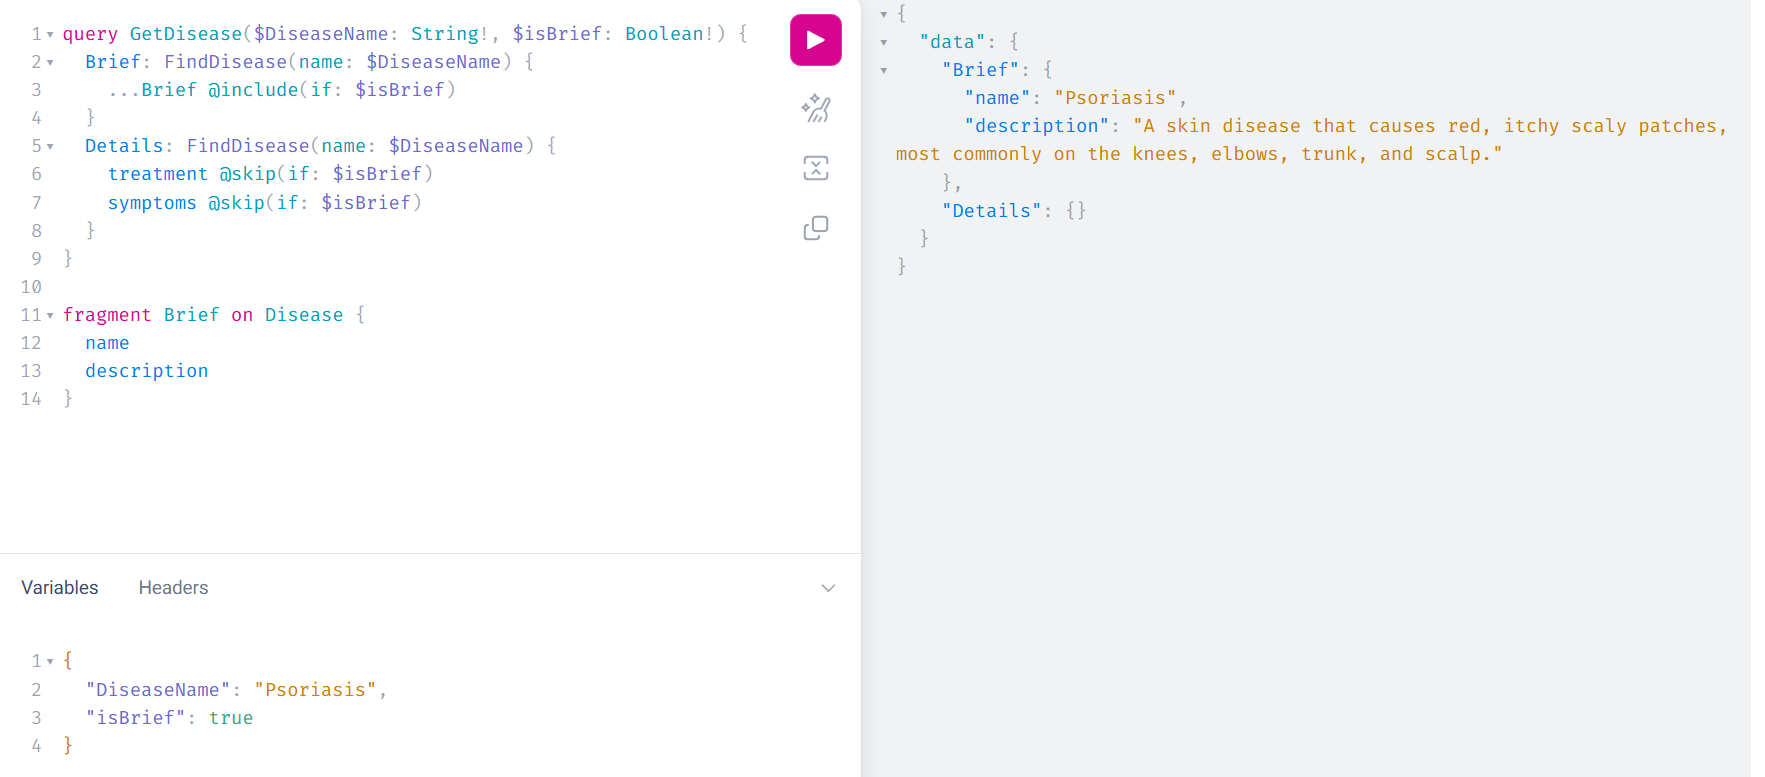 1 query GetDisease($DiseaseName: String!, $isBrief: Boolean!) {
2   Brief: FindDisease(name: $DiseaseName) {
3     ...Brief @include(if: $isBrief)
4   }
5   Details: FindDisease(name: $DiseaseName) {
6     treatment @skip(if: $isBrief)
7     symptoms @skip(if: $isBrief)
8   }
9 }
10
11 fragment Brief on Disease {
12   name
13   description
14 }
Variables Headers
1 {
2   "DiseaseName": "Psoriasis",
3   "isBrief": true
4 }
{
  "data": {
    "Brief": {
      "name": "Psoriasis",
      "description": "A skin disease that causes red, itchy scaly patches,
most commonly on the knees, elbows, trunk, and scalp."
    },
    "Details": {}
  }
}